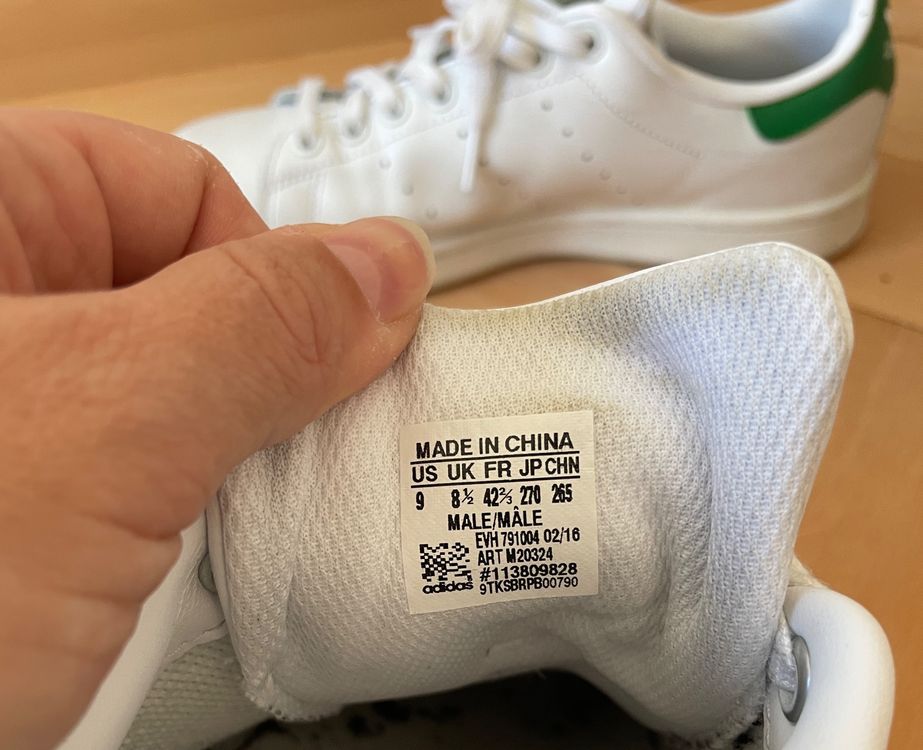 MADE IN CHINA
US UK FR JP CHN
9 8½ 42⅔ 270 265
MALE/MÂLE
EVH 791004 02/16
ART M20324
#113809828
adidas 9TKSBRPB00790